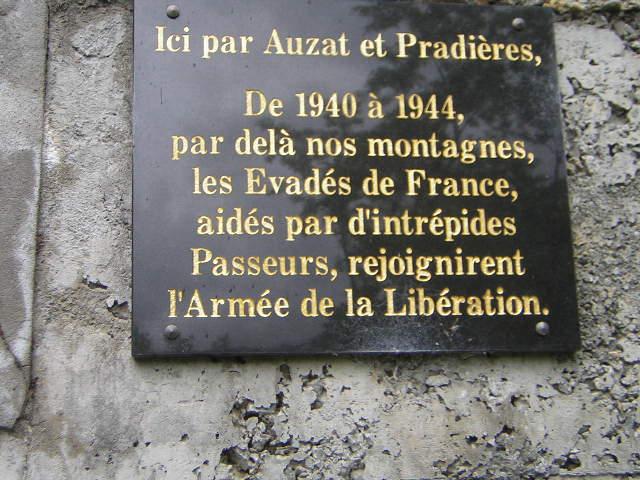 Ici par Auzat et Pradières,
De 1940 à 1944,
par delà nos montagnes,
les Evadés de France,
aidés par d'intrépides
Passeurs, rejoignirent
l'Armée de la Libération.